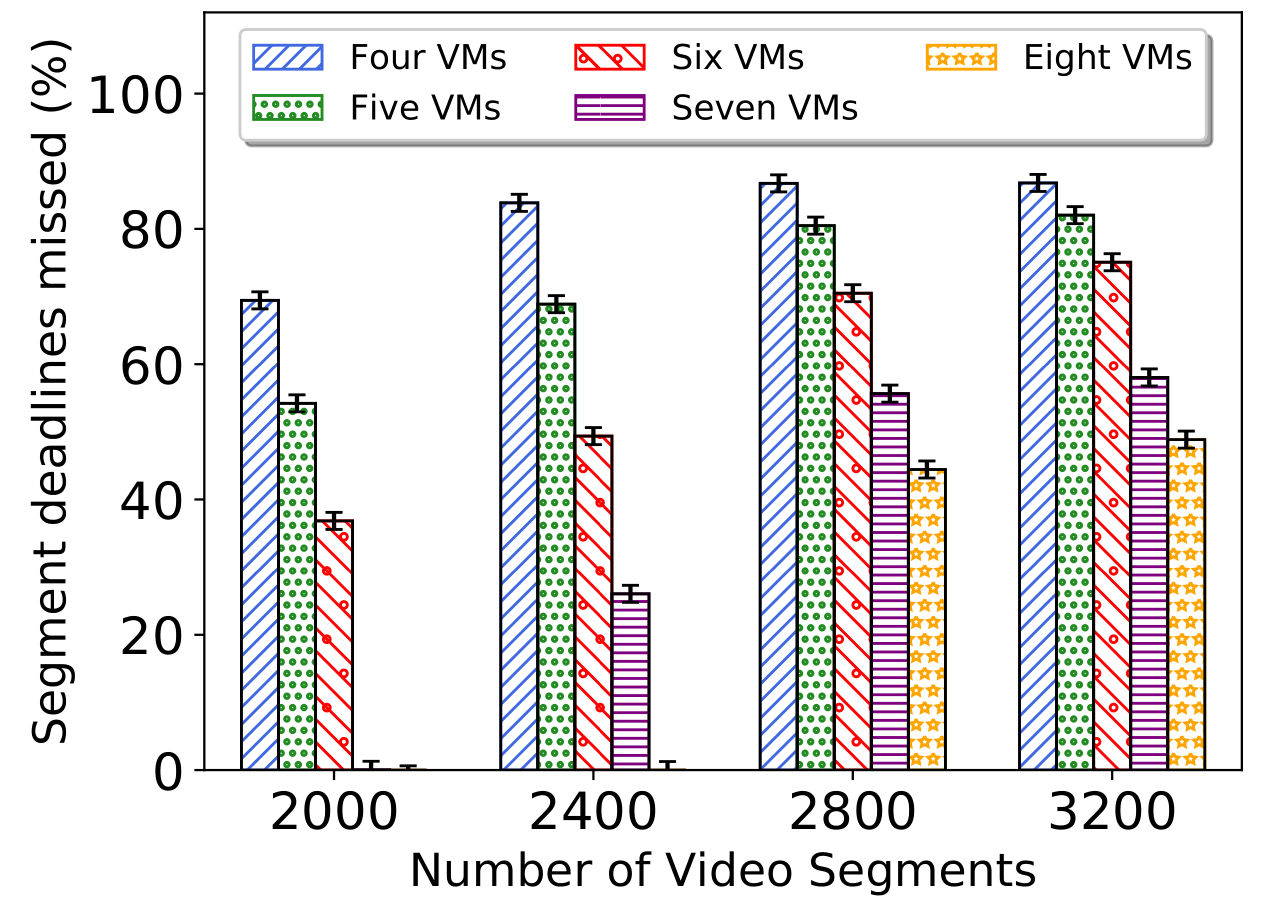 Segment deadlines missed (%)
100
80
60
40
20
0
Four VMs
Five VMs
Six VMs
Seven VMs
Eight VMs
2000 2400 2800 3200
Number of Video Segments